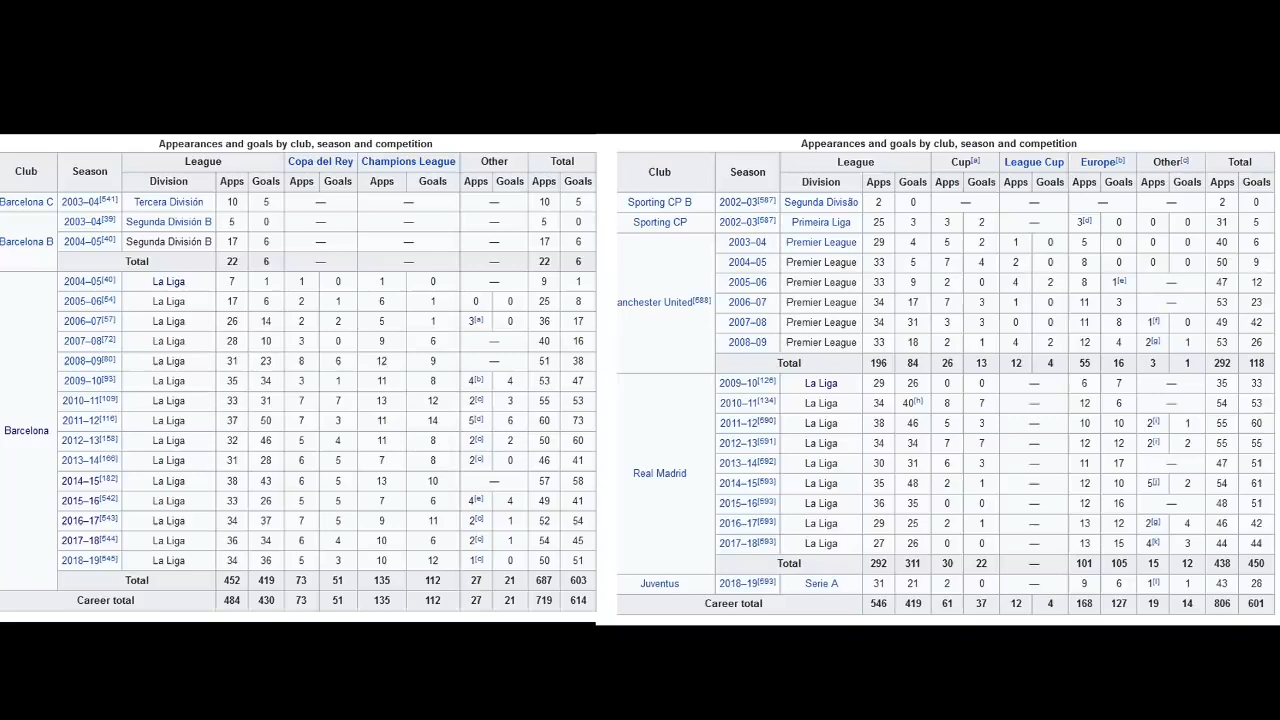 Appearances and goals by club, season and competition
Club Season League Copa del Rey Champions League Other Total
Division Apps Goals Apps Goals Apps Goals Apps Goals Apps Goals
Barcelona C 2003–04[541] Tercera División 10 5 — — — 10 5
Barcelona B 2003–04[39] Segunda División B 5 0 — — — 5 0
2004–05[40] Segunda División B 17 6 — — — 17 6
Total 22 6 — — — 22 6
Barcelona 2004–05[40] La Liga 7 1 1 0 1 0 — 9 1
2005–06[54] La Liga 17 6 2 1 6 1 0 0 25 8
2006–07[57] La Liga 26 14 2 2 5 1 3[a] 0 36 17
2007–08[72] La Liga 28 10 3 0 9 6 — 40 16
2008–09[80] La Liga 31 23 8 6 12 9 — 51 38
2009–10[93] La Liga 35 34 3 1 11 8 4[b] 4 53 47
2010–11[109] La Liga 33 31 7 7 13 12 2[c] 3 55 53
2011–12[116] La Liga 37 50 7 3 11 14 5[d] 6 60 73
2012–13[158] La Liga 32 46 5 4 11 8 2[c] 2 50 60
2013–14[166] La Liga 31 28 6 5 7 8 2[c] 0 46 41
2014–15[182] La Liga 38 43 6 5 13 10 — 57 58
2015–16[542] La Liga 33 26 5 5 7 6 4[e] 4 49 41
2016–17[543] La Liga 34 37 7 5 9 11 2[c] 1 52 54
2017–18[544] La Liga 36 34 6 4 10 6 2[c] 1 54 45
2018–19[545] La Liga 34 36 5 3 10 12 1[c] 0 50 51
Total 452 419 73 51 135 112 27 21 687 603
Career total 484 430 73 51 135 112 27 21 719 614
Appearances and goals by club, season and competition
Club Season League Cup[a] League Cup Europe[b] Other[c] Total
Division Apps Goals Apps Goals Apps Goals Apps Goals Apps Goals Apps Goals
Sporting CP B 2002–03[587] Segunda Divisão 2 0 — — — — 2 0
Sporting CP 2002–03[587] Primeira Liga 25 3 3 2 — 3[d] 0 0 0 31 5
anchester United[588] 2003–04 Premier League 29 4 5 2 1 0 5 0 0 0 40 6
2004–05 Premier League 33 5 7 4 2 0 8 0 0 0 50 9
2005–06 Premier League 33 9 2 0 4 2 8 1[e] — 47 12
2006–07 Premier League 34 17 7 3 1 0 11 3 — 53 23
2007–08 Premier League 34 31 3 3 0 0 11 8 1[f] 0 49 42
2008–09 Premier League 33 18 2 1 4 2 12 4 2[g] 1 53 26
Total 196 84 26 13 12 4 55 16 3 1 292 118
Real Madrid 2009–10[126] La Liga 29 26 0 0 — 6 7 — 35 33
2010–11[134] La Liga 34 40[h] 8 7 — 12 6 — 54 53
2011–12[590] La Liga 38 46 5 3 — 10 10 2[i] 1 55 60
2012–13[591] La Liga 34 34 7 7 — 12 12 2[i] 2 55 55
2013–14[592] La Liga 30 31 6 3 — 11 17 — 47 51
2014–15[593] La Liga 35 48 2 1 — 12 10 5[j] 2 54 61
2015–16[593] La Liga 36 35 0 0 — 12 16 — 48 51
2016–17[593] La Liga 29 25 2 1 — 13 12 2[g] 4 46 42
2017–18[593] La Liga 27 26 0 0 — 13 15 4[k] 3 44 44
Total 292 311 30 22 — 101 105 15 12 438 450
Juventus 2018–19[593] Serie A 31 21 2 0 — 9 6 1[l] 1 43 28
Career total 546 419 61 37 12 4 168 127 19 14 806 601